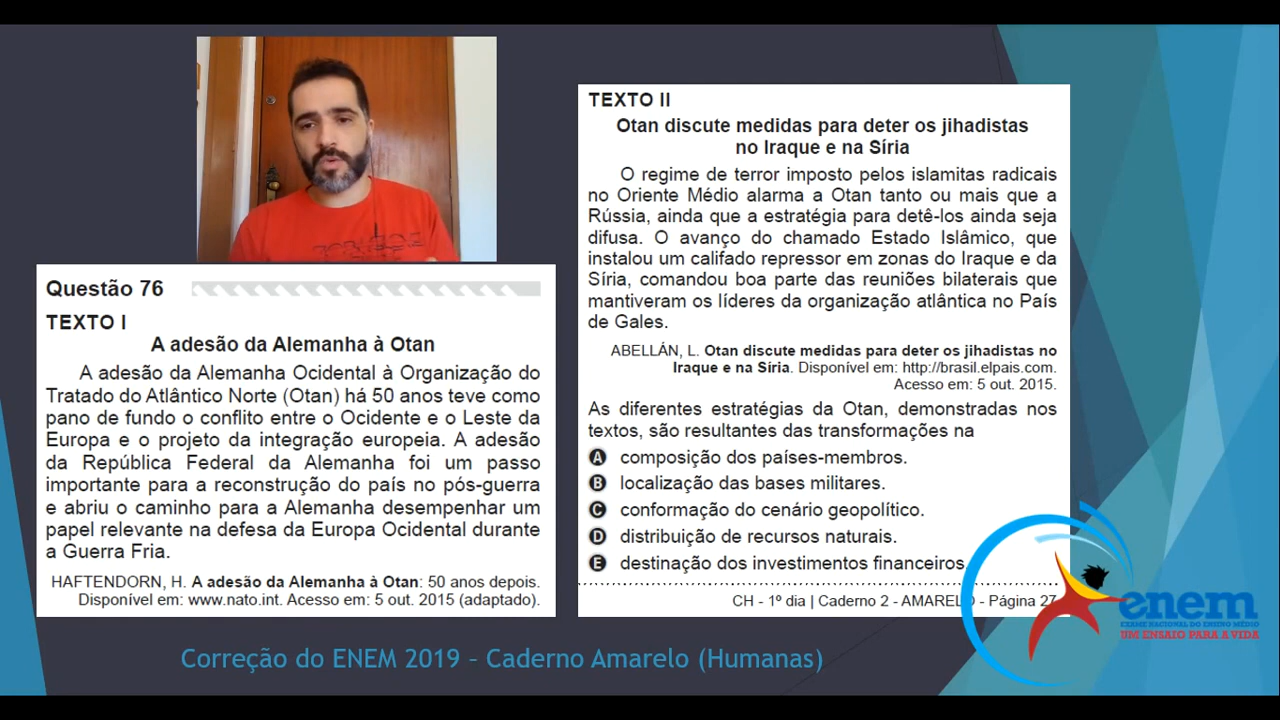 Questão 76
TEXTO I
A adesão da Alemanha à Otan
A adesão da Alemanha Ocidental à Organização do
Tratado do Atlântico Norte (Otan) há 50 anos teve como
pano de fundo o conflito entre o Ocidente e o Leste da
Europa e o projeto da integração europeia. A adesão
da República Federal da Alemanha foi um passo
importante para a reconstrução do país no pós-guerra
e abriu o caminho para a Alemanha desempenhar um
papel relevante na defesa da Europa Ocidental durante
a Guerra Fria.
HAFTENDORN, H. A adesão da Alemanha à Otan: 50 anos depois.
Disponível em: www.nato.int. Acesso em: 5 out. 2015 (adaptado).
TEXTO II
Otan discute medidas para deter os jihadistas
no Iraque e na Síria
O regime de terror imposto pelos islamitas radicais
no Oriente Médio alarma a Otan tanto ou mais que a
Rússia, ainda que a estratégia para detê-los ainda seja
difusa. O avanço do chamado Estado Islâmico, que
instalou um califado repressor em zonas do Iraque e da
Síria, comandou boa parte das reuniões bilaterais que
mantiveram os líderes da organização atlântica no País
de Gales.
ABELLÁN, L. Otan discute medidas para deter os jihadistas no
Iraque e na Síria. Disponível em: http://brasil.elpais.com.
Acesso em: 5 out. 2015.
As diferentes estratégias da Otan, demonstradas nos
textos, são resultantes das transformações na
A composição dos países-membros.
B localização das bases militares.
C conformação do cenário geopolítico.
D distribuição de recursos naturais.
E destinação dos investimentos financeiros
CH - 1º dia | Caderno 2 - AMARELO - Página 27
enem
EXAME NACIONAL DO ENSINO MÉDIO
UM ENSAIO PARA A VIDA
Correção do ENEM 2019 – Caderno Amarelo (Humanas)